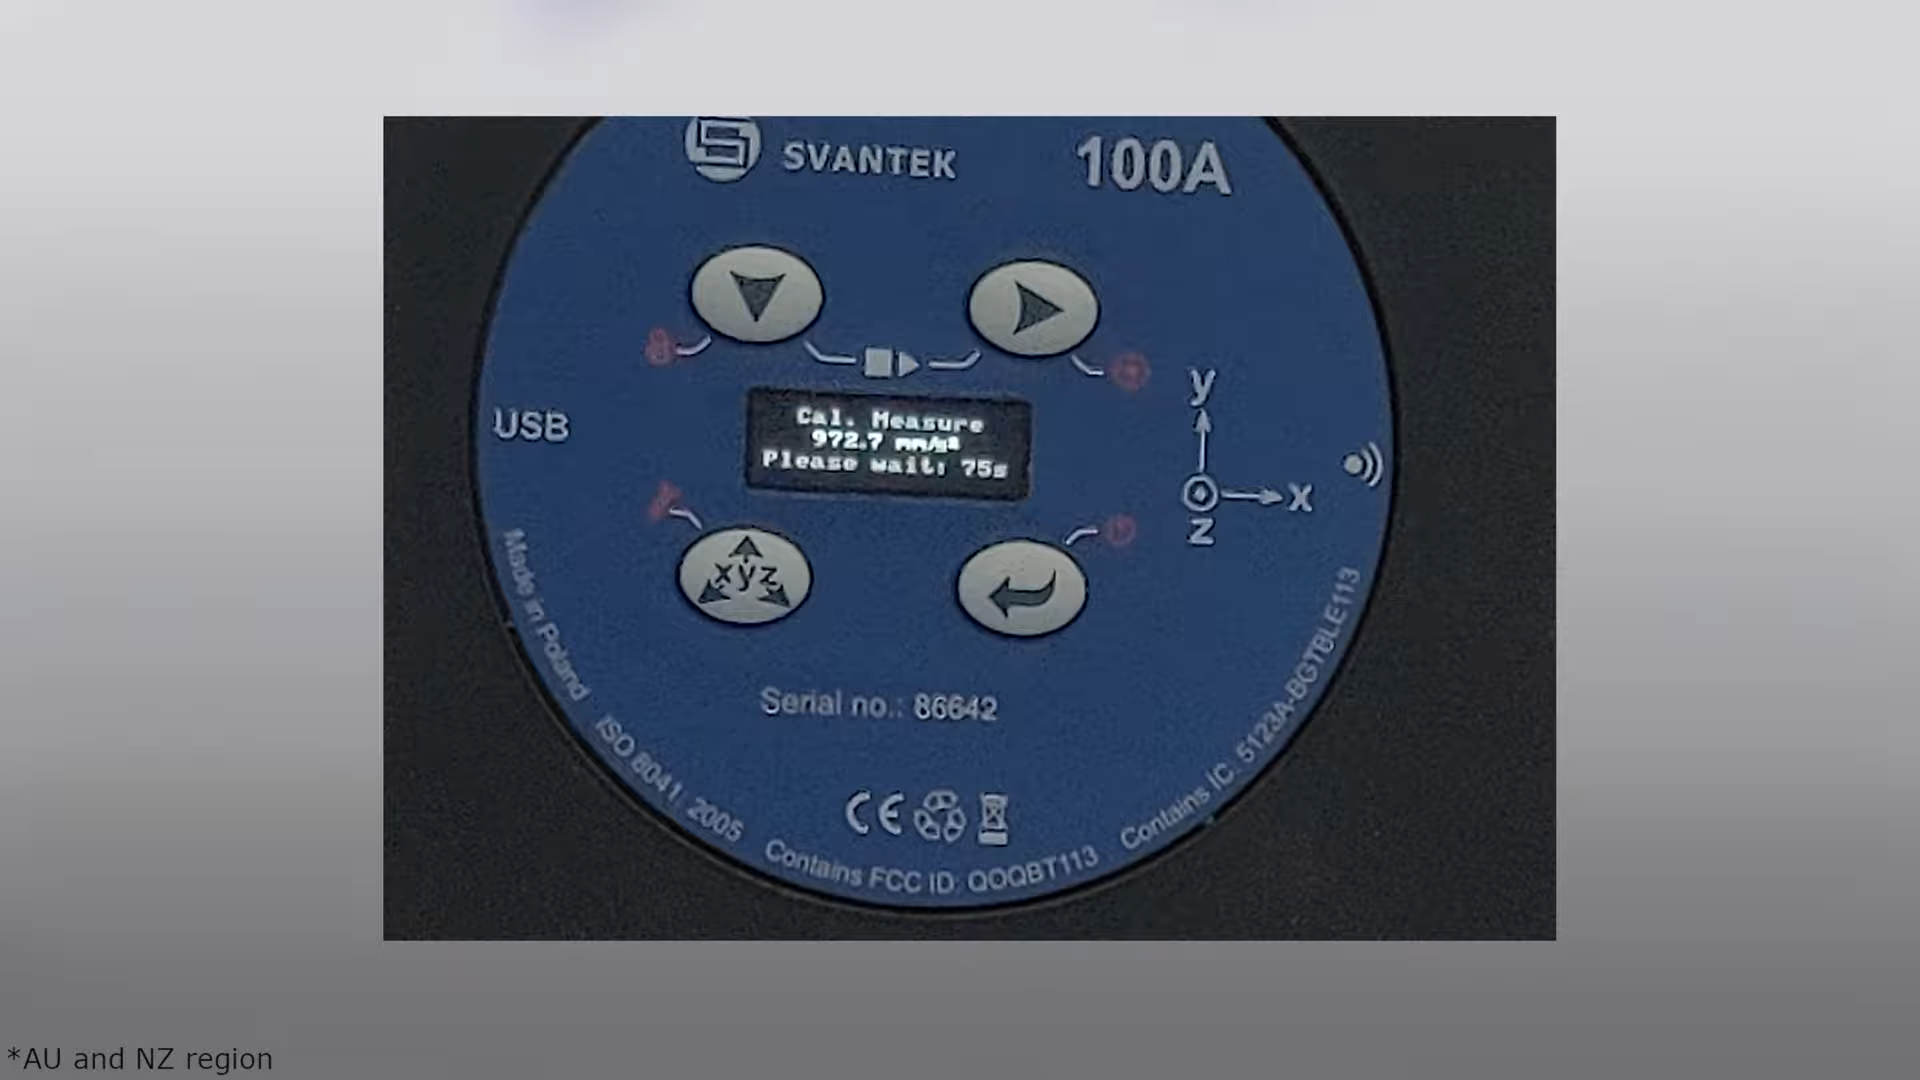 SVANTEK
100A
Cal. Measure
972.7 mm/s²
Please wait: 75s
USB
y
x
z
xyz
Serial no.: 86642
Made in Poland
ISO 8041: 2005
Contains FCC ID: QOQBT113
Contains IC: 5123A-BGTBLE113
CE
*AU and NZ region